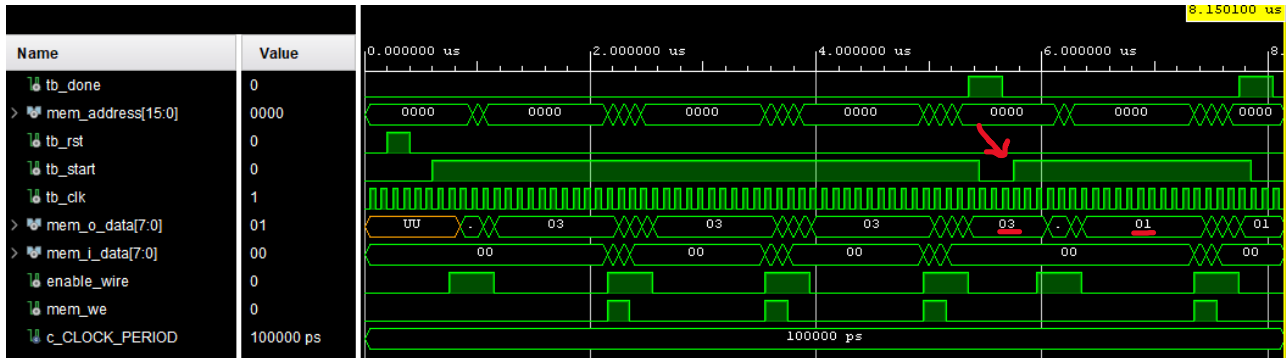 8.150100 us
Name Value 0.000000 us 2.000000 us 4.000000 us 6.000000 us 8.
tb_done 0
> mem_address[15:0] 0000 0000 0000 0000 0000 0000 0000 0000
tb_rst 0
tb_start 0
tb_clk 1
> mem_o_data[7:0] 01 UU . 03 03 03 03 . 01 01
> mem_i_data[7:0] 00 00 00 00 00 00
enable_wire 0
mem_we 0
c_CLOCK_PERIOD 100000 ps 100000 ps